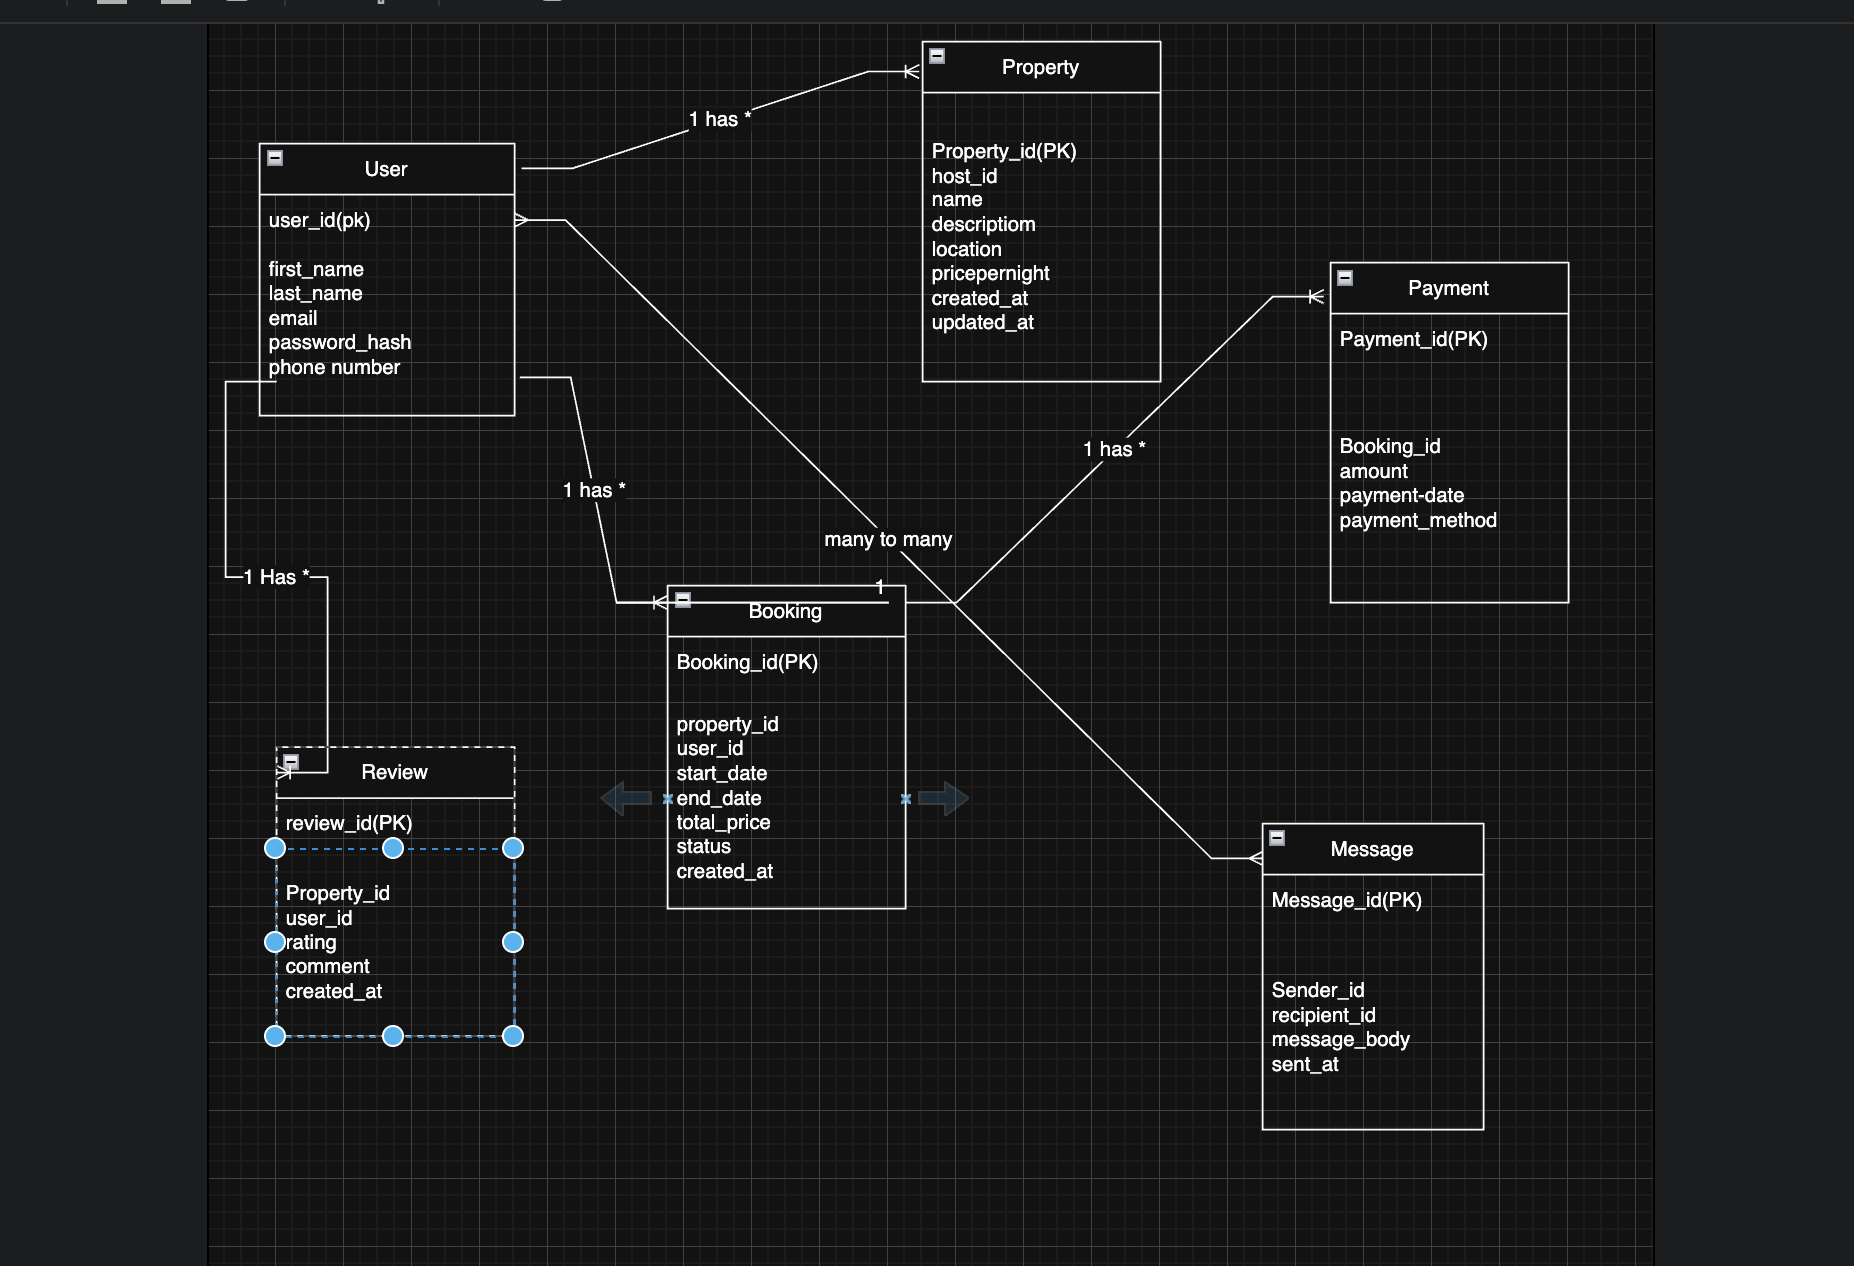 Property
1 has *
Property_id(PK)
host_id
name
descriptiom
location
pricepernight
created_at
updated_at
User
user_id(pk)
first_name
last_name
email
password_hash
phone number
Payment
Payment_id(PK)
Booking_id
amount
payment-date
payment_method
1 has *
1 has *
many to many
1 Has *
1
Booking
Booking_id(PK)
property_id
user_id
start_date
end_date
total_price
status
created_at
Review
review_id(PK)
Property_id
user_id
rating
comment
created_at
Message
Message_id(PK)
Sender_id
recipient_id
message_body
sent_at